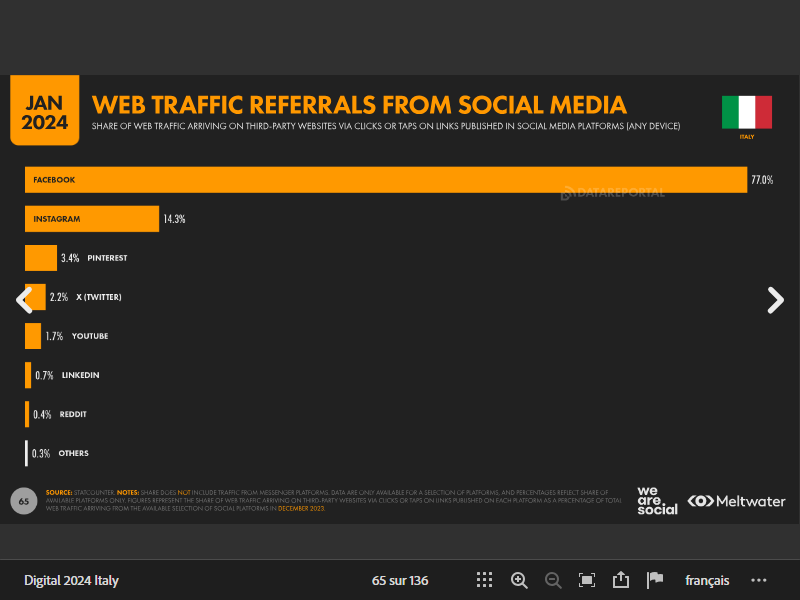 JAN
2024
WEB TRAFFIC REFERRALS FROM SOCIAL MEDIA
SHARE OF WEB TRAFFIC ARRIVING ON THIRD-PARTY WEBSITES VIA CLICKS OR TAPS ON LINKS PUBLISHED IN SOCIAL MEDIA PLATFORMS (ANY DEVICE)
ITALY
FACEBOOK 77.0%
DATAREPORTAL
INSTAGRAM 14.3%
3.4% PINTEREST
2.2% X (TWITTER)
1.7% YOUTUBE
0.7% LINKEDIN
0.4% REDDIT
0.3% OTHERS
65
SOURCE: STATCOUNTER. NOTES: SHARE DOES NOT INCLUDE TRAFFIC FROM MESSENGER PLATFORMS. DATA ARE ONLY AVAILABLE FOR A SELECTION OF PLATFORMS, AND PERCENTAGES REFLECT SHARE OF
AVAILABLE PLATFORMS ONLY. FIGURES REPRESENT THE SHARE OF WEB TRAFFIC ARRIVING ON THIRD-PARTY WEBSITES VIA CLICKS OR TAPS ON LINKS PUBLISHED ON EACH PLATFORM AS A PERCENTAGE OF TOTAL
WEB TRAFFIC ARRIVING FROM THE AVAILABLE SELECTION OF SOCIAL PLATFORMS IN DECEMBER 2023.
we
are.
social
Meltwater
Digital 2024 Italy
65 sur 136
français